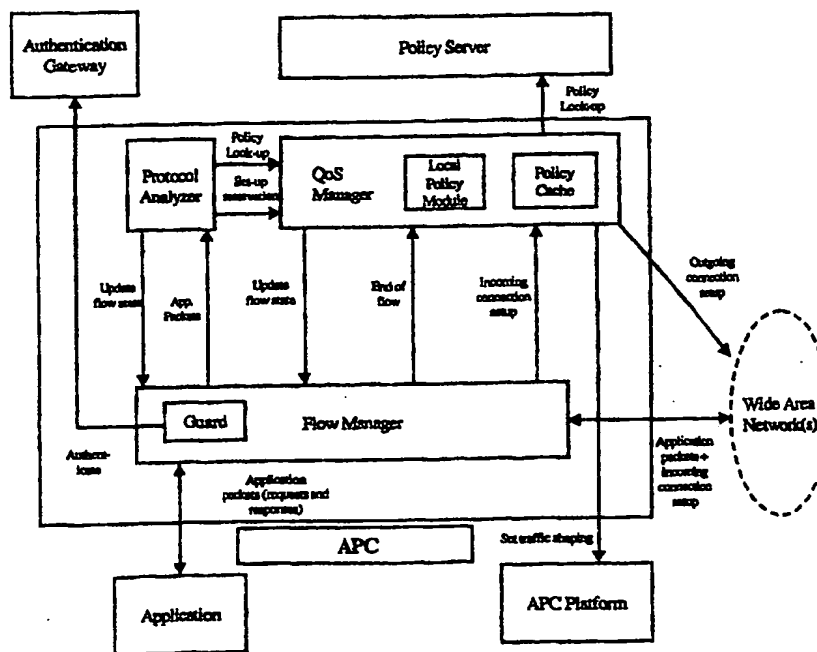 Authentication
Gateway
Policy Server
Policy
Look-up
Policy
Look-up
Protocol
Analyzer
Set-up
reservation
QoS
Manager
Local
Policy
Module
Policy
Cache
Update
flow state
App.
Packets
Update
flow state
End of
flow
Incoming
connection
setup
Outgoing
connection
setup
Guard
Flow Manager
Wide Area
Network(s)
Authent-
icate
Application
packets (requests and
responses)
Application
packets +
incoming
connection
setup
APC
Set traffic shaping
Application
APC Platform